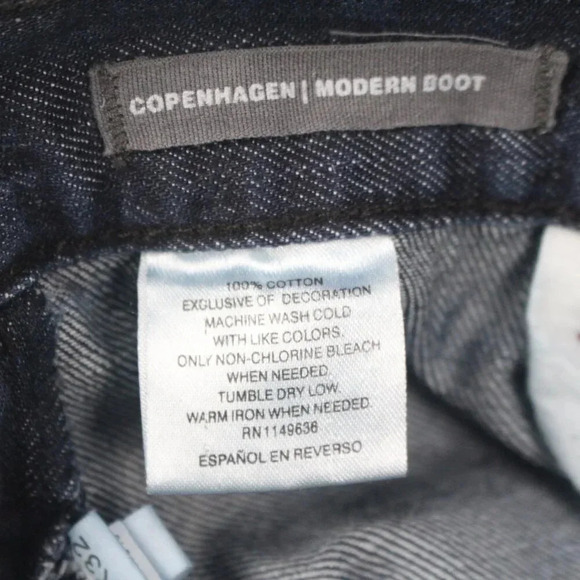 COPENHAGEN | MODERN BOOT
100% COTTON
EXCLUSIVE OF DECORATION
MACHINE WASH COLD
WITH LIKE COLORS.
ONLY NON-CHLORINE BLEACH
WHEN NEEDED.
TUMBLE DRY LOW.
WARM IRON WHEN NEEDED.
RN1149636
ESPAÑOL EN REVERSO
32